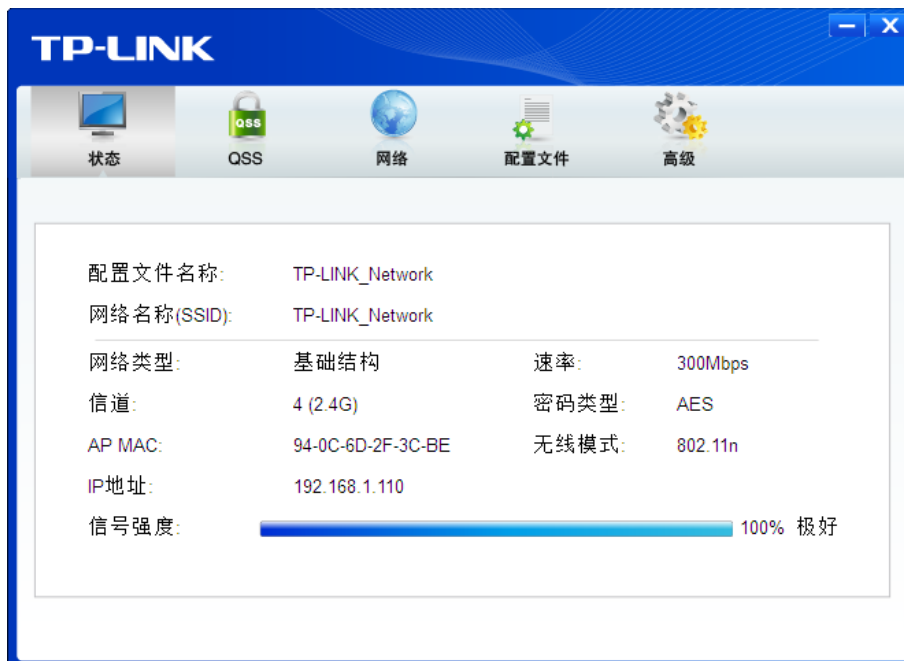 TP-LINK
QSS
状态 QSS 网络 配置文件 高级
配置文件名称: TP-LINK_Network
网络名称(SSID): TP-LINK_Network
网络类型: 基础结构 速率: 300Mbps
信道: 4 (2.4G) 密码类型: AES
AP MAC: 94-0C-6D-2F-3C-BE 无线模式: 802.11n
IP地址: 192.168.1.110
信号强度: 100% 极好